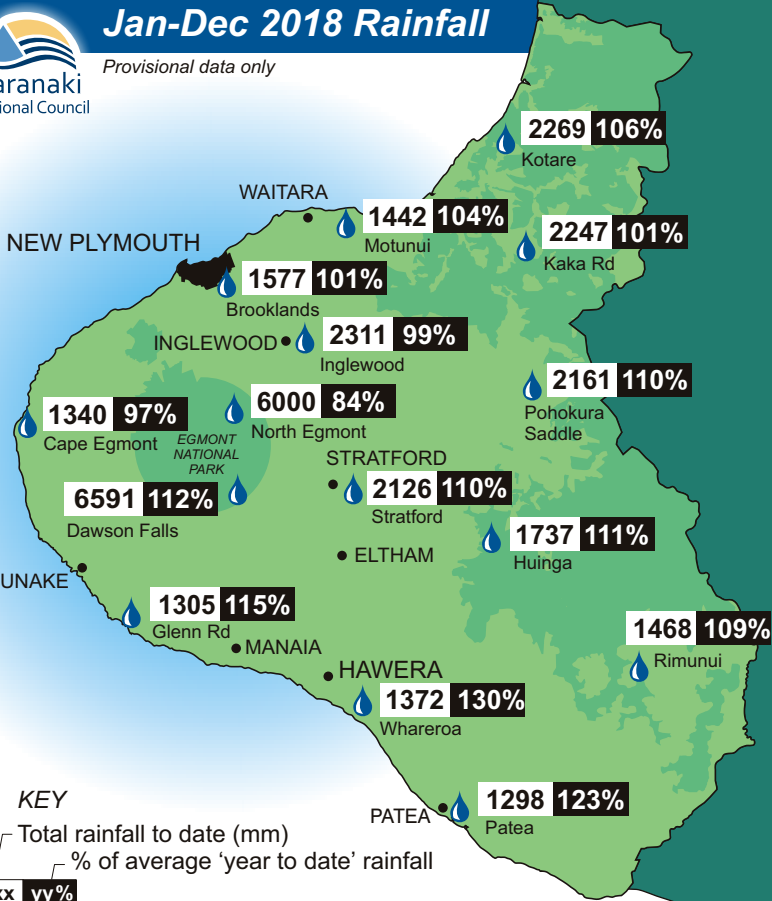 Jan-Dec 2018 Rainfall
Provisional data only
aranaki
ional Council
2269 106%
Kotare
WAITARA
1442 104%
Motunui
2247 101%
Kaka Rd
NEW PLYMOUTH
1577 101%
Brooklands
INGLEWOOD
2311 99%
Inglewood
2161 110%
Pohokura
Saddle
1340 97%
Cape Egmont
6000 84%
North Egmont
EGMONT
NATIONAL
PARK
STRATFORD
6591 112%
Dawson Falls
2126 110%
Stratford
1737 111%
Huinga
ELTHAM
UNAKE
1305 115%
Glenn Rd
MANAIA
1468 109%
Rimunui
HAWERA
1372 130%
Whareroa
PATEA
1298 123%
Patea
KEY
Total rainfall to date (mm)
% of average ‘year to date’ rainfall
xx yy%